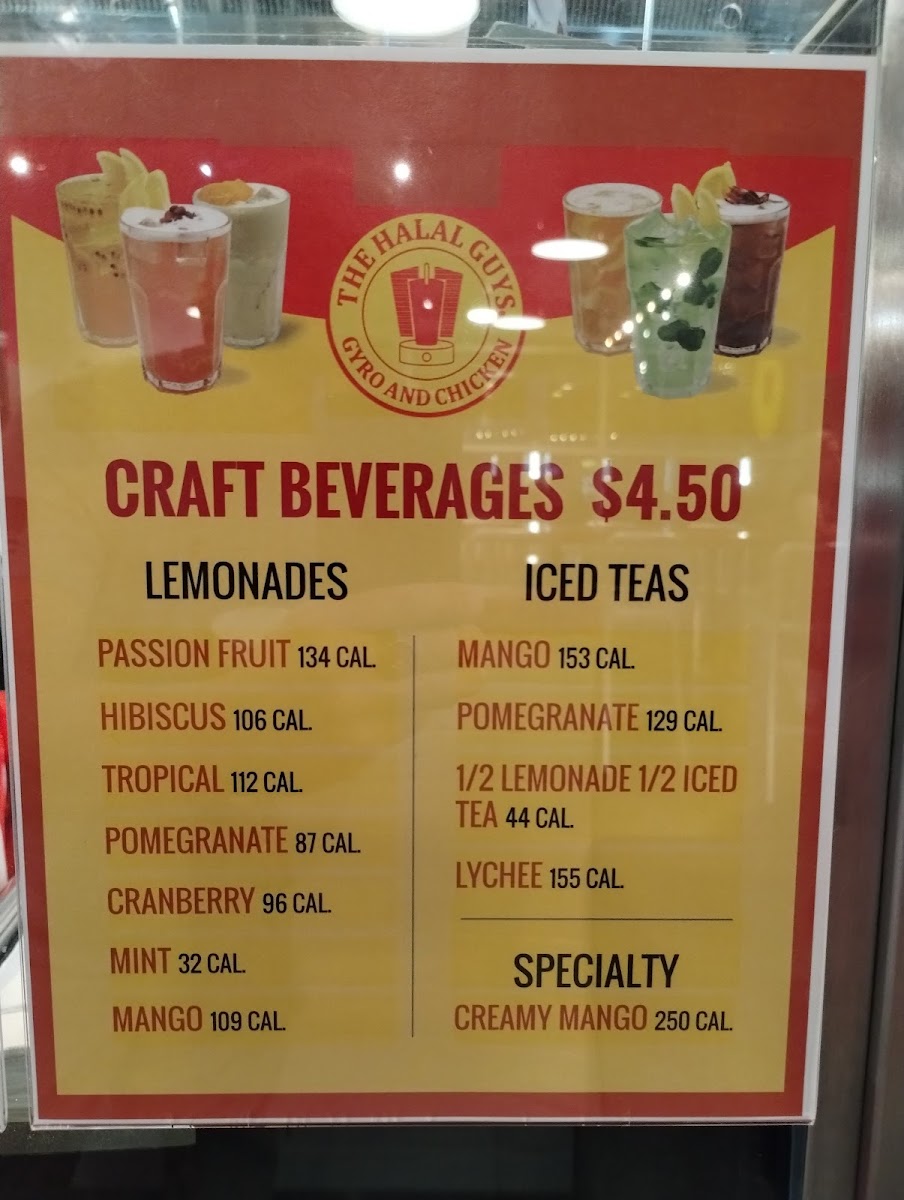 THE HALAL GUYS
GYRO AND CHICKEN
CRAFT BEVERAGES $4.50
LEMONADES
PASSION FRUIT 134 CAL.
HIBISCUS 106 CAL.
TROPICAL 112 CAL.
POMEGRANATE 87 CAL.
CRANBERRY 96 CAL.
MINT 32 CAL.
MANGO 109 CAL.
ICED TEAS
MANGO 153 CAL.
POMEGRANATE 129 CAL.
1/2 LEMONADE 1/2 ICED
TEA 44 CAL.
LYCHEE 155 CAL.
SPECIALTY
CREAMY MANGO 250 CAL.